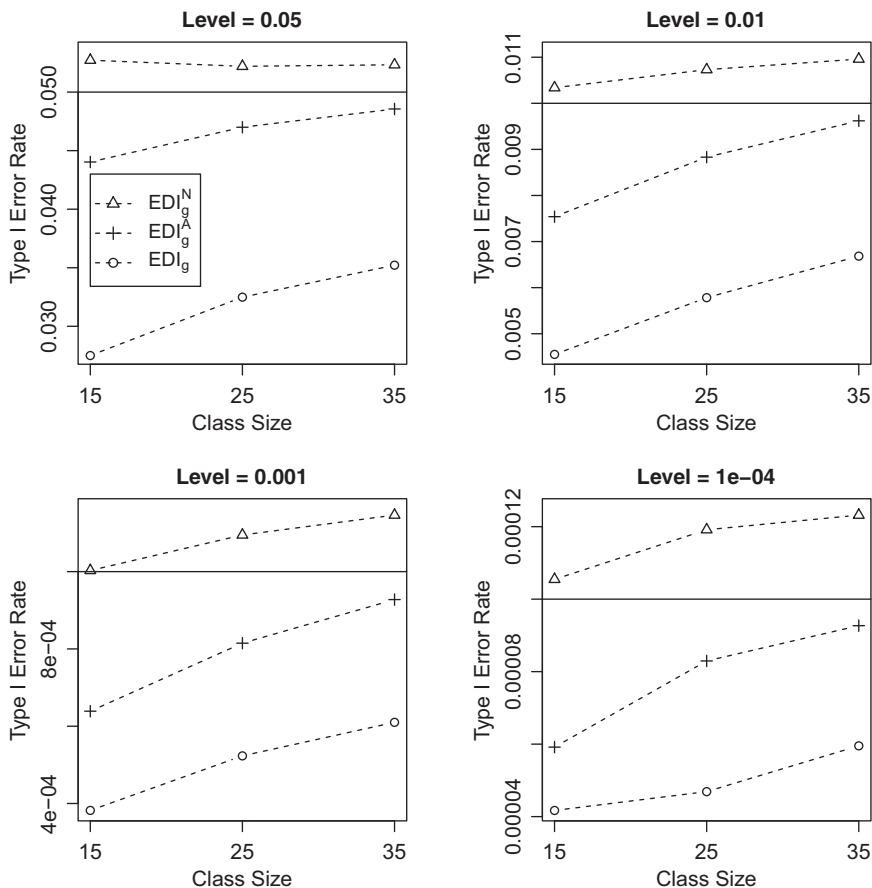 Level = 0.05
Type I Error Rate
0.050
0.040
0.030
EDI_g^N
EDI_g^A
EDI_g
15 25 35
Class Size
Level = 0.01
Type I Error Rate
0.011
0.009
0.007
0.005
15 25 35
Class Size
Level = 0.001
Type I Error Rate
8e−04
4e−04
15 25 35
Class Size
Level = 1e−04
Type I Error Rate
0.00012
0.00008
0.00004
15 25 35
Class Size